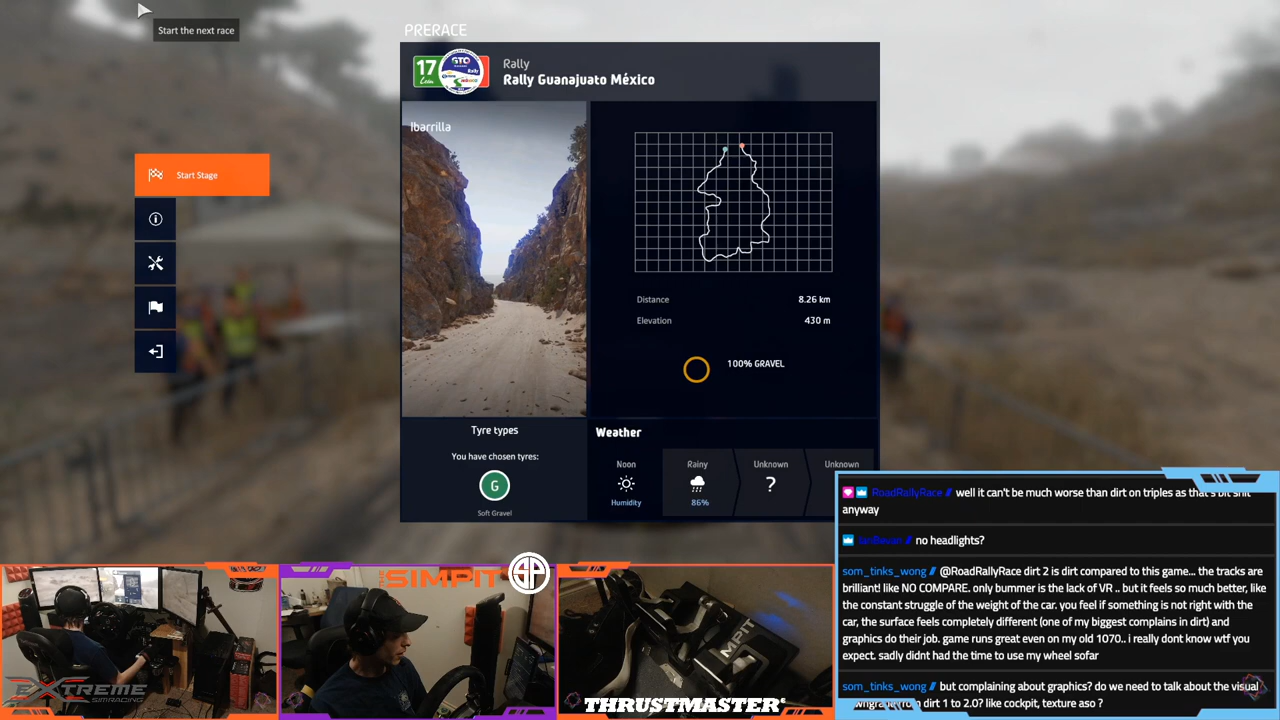 Start the next race
PRERACE
17
León
GTO
Rally
Rally Guanajuato México
Ibarrilla
Start Stage
Distance 8.26 km
Elevation 430 m
100% GRAVEL
Tyre types
You have chosen tyres:
G
Soft Gravel
Weather
Noon Rainy Unknown Unknown
?
Humidity 86%
RoadRallyRace // well it can't be much worse than dirt on triples as that's bit shit
anyway
IanBevan // no headlights?
som_tinks_wong // @RoadRallyRace dirt 2 is dirt compared to this game... the tracks are
brilliant! like NO COMPARE. only bummer is the lack of VR .. but it feels so much better, like
the constant struggle of the weight of the car. you feel if something is not right with the
car, the surface feels completely different (one of my biggest complains in dirt) and
graphics do their job. game runs great even on my old 1070.. i really dont know wtf you
expect. sadly didnt had the time to use my wheel sofar
som_tinks_wong // but complaining about graphics? do we need to talk about the visual
from dirt 1 to 2.0? like cockpit, texture aso ?
THE SIMPIT SP
SIMPIT
EXTREME
SIMRACING
THRUSTMASTER